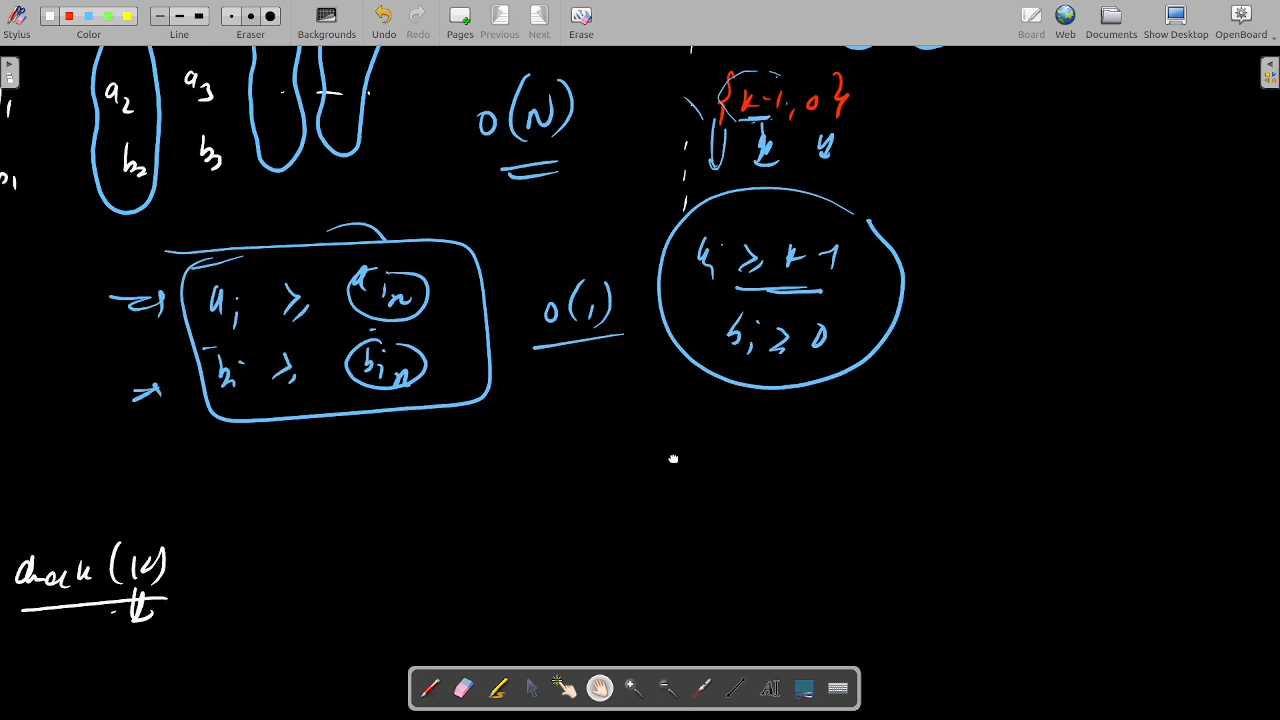 Stylus Color Line Eraser Backgrounds Undo Redo Pages Previous Next Erase Board Web Documents Show Desktop OpenBoard
a2 a3
b2 b3
O(N)
{k-1, 0}
ai ≥ ain
bi ≥ bin
O(1)
ai ≥ k-1
bi ≥ 0
check (k)